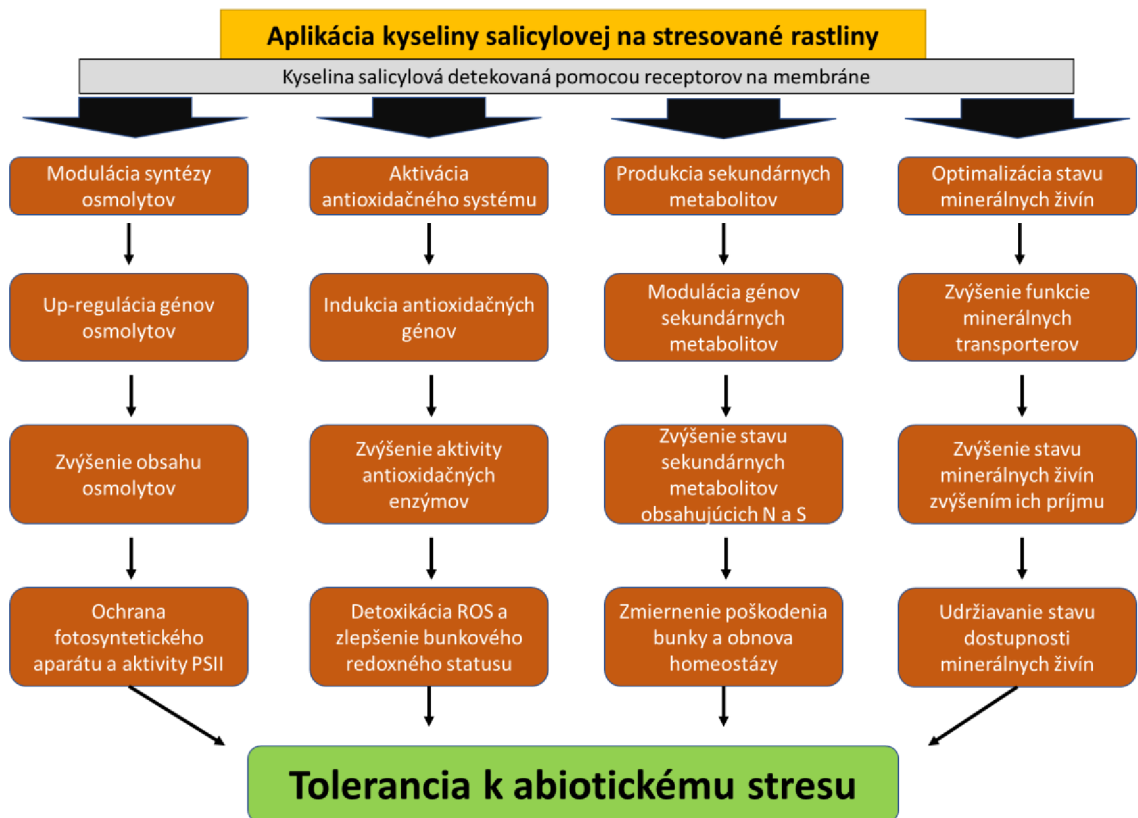 Aplikácia kyseliny salicylovej na stresované rastliny
Kyselina salicylová detekovaná pomocou receptorov na membráne
Modulácia syntézy
osmolytov
Aktivácia
antioxidačného systému
Produkcia sekundárnych
metabolitov
Optimalizácia stavu
minerálnych živín
Up-regulácia génov
osmolytov
Indukcia antioxidačných
génov
Modulácia génov
sekundárnych
metabolitov
Zvýšenie funkcie
minerálnych
transporterov
Zvýšenie obsahu
osmolytov
Zvýšenie aktivity
antioxidačných
enzýmov
Zvýšenie stavu
sekundárnych
metabolitov
obsahujúcich N a S
Zvýšenie stavu
minerálnych živín
zvýšením ich príjmu
Ochrana
fotosyntetického
aparátu a aktivity PSII
Detoxikácia ROS a
zlepšenie bunkového
redoxného statusu
Zmiernenie poškodenia
bunky a obnova
homeostázy
Udržiavanie stavu
dostupnosti
minerálnych živín
Tolerancia k abiotickému stresu